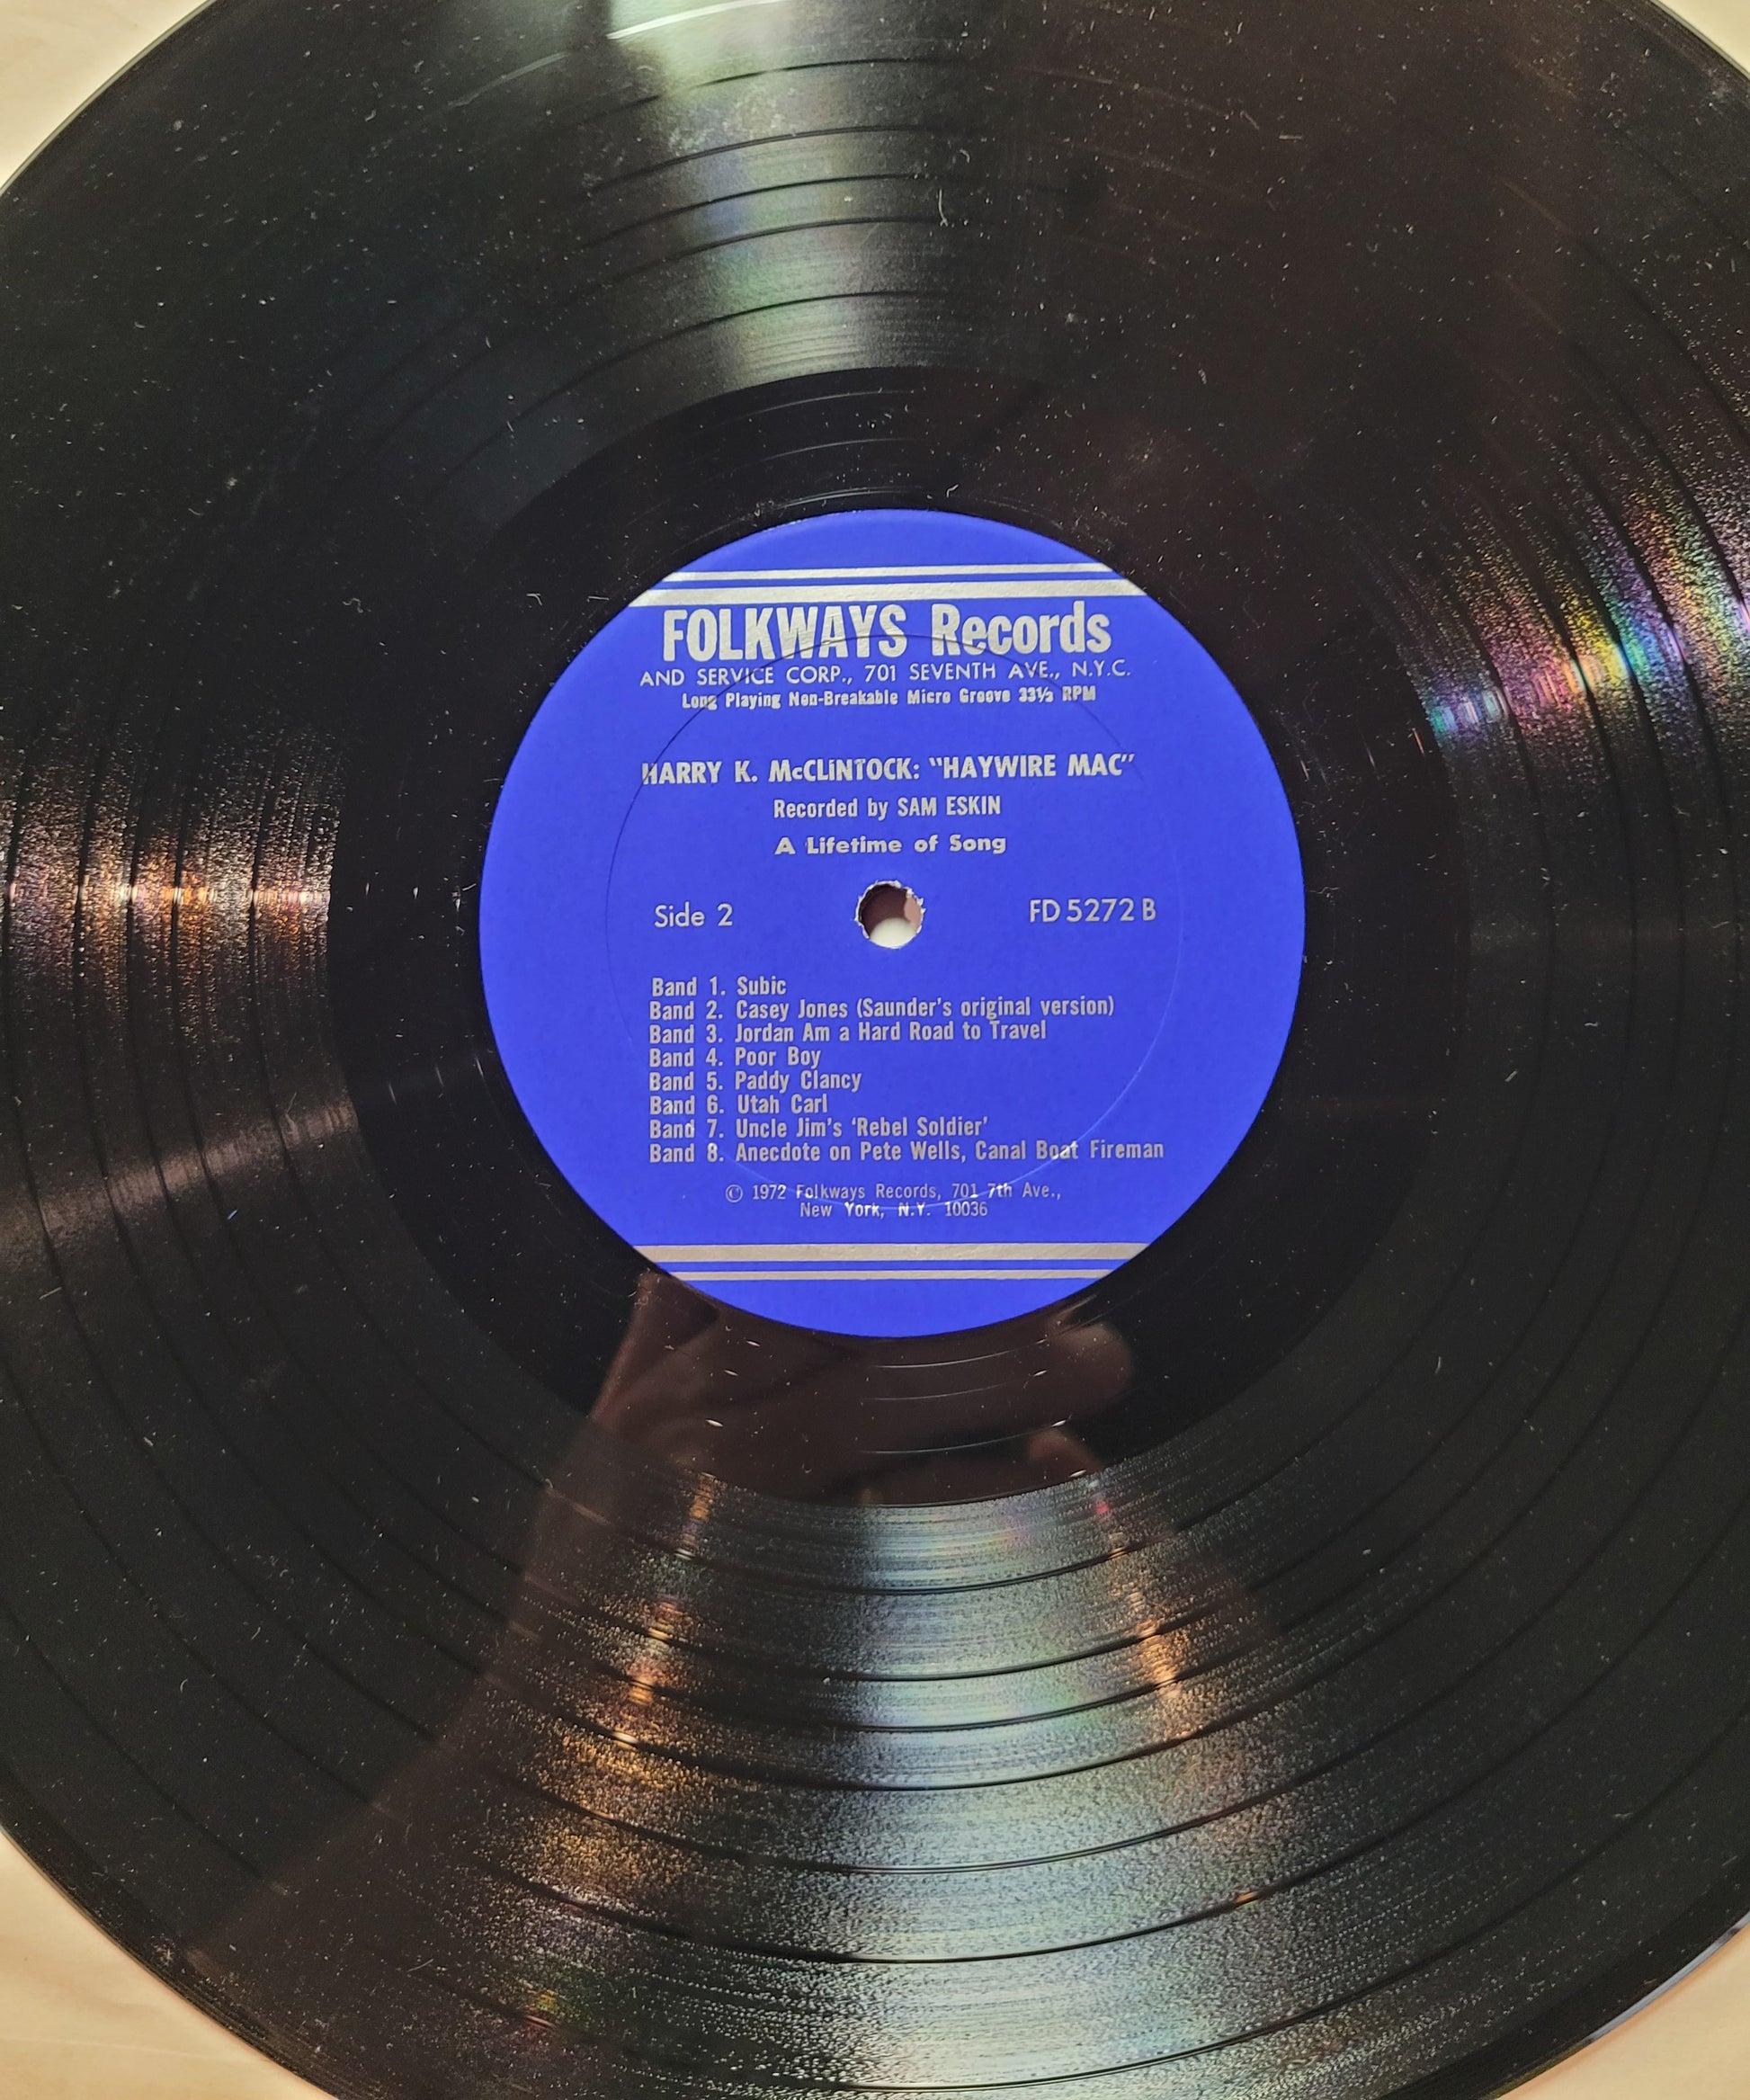 FOLKWAYS Records
AND SERVICE CORP., 701 SEVENTH AVE., N.Y.C.
Long Playing Non-Breakable Micro Groove 33⅓ RPM
HARRY K. McCLINTOCK: "HAYWIRE MAC"
Recorded by SAM ESKIN
A Lifetime of Song
Side 2 FD 5272 B
Band 1. Subic
Band 2. Casey Jones (Saunder's original version)
Band 3. Jordan Am a Hard Road to Travel
Band 4. Poor Boy
Band 5. Paddy Clancy
Band 6. Utah Carl
Band 7. Uncle Jim's 'Rebel Soldier'
Band 8. Anecdote on Pete Wells, Canal Boat Fireman
© 1972 Folkways Records, 701 7th Ave.,
New York, N.Y. 10036